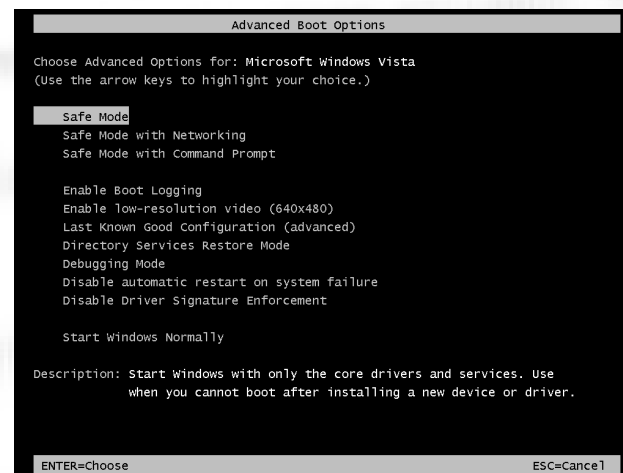 Advanced Boot Options
Choose Advanced Options for: Microsoft Windows Vista
(Use the arrow keys to highlight your choice.)
Safe Mode
Safe Mode with Networking
Safe Mode with Command Prompt
Enable Boot Logging
Enable low-resolution video (640x480)
Last Known Good Configuration (advanced)
Directory Services Restore Mode
Debugging Mode
Disable automatic restart on system failure
Disable Driver Signature Enforcement
Start Windows Normally
Description: Start Windows with only the core drivers and services. Use
when you cannot boot after installing a new device or driver.
ENTER=Choose ESC=Cancel